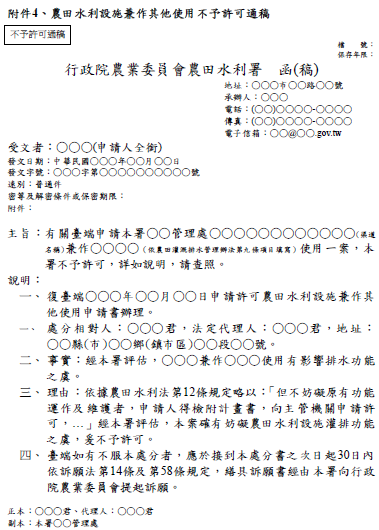 附件4、農田水利設施兼作其他使用不予許可通稿
不予許可通稿
檔　　號：
保存年限：
行政院農業委員會農田水利署　函(稿)
地址：○○○市○○路○○號
承辦人：○○○
電話：(○○)○○○○-○○○○
傳真：(○○)○○○○-○○○○
電子信箱：○○@○○.gov.tw
受文者：○○○(申請人全銜)
發文日期：中華民國○○○年○○月○○日
發文字號：○○○字第○○○○○○○○○○號
速別：普通件
密等及解密條件或保密期限：
附件：
主旨：有關臺端申請本署○○管理處○○○○○○○○○○○○(渠道
名稱)兼作○○○○(依農田灌溉排水管理辦法第九條項目填寫)使用一案，本
署不予許可，詳如說明，請查照。
說明：
一、復臺端○○○年○○月○○日申請許可農田水利設施兼作其
他使用申請書辦理。
一、處分相對人：○○○君，法定代理人：○○○君，地址：
○○縣(市)○○鄉(鎮市區)○○段○○號。
二、事實：經本署評估，○○○兼作○○○使用有影響排水功能
之虞。
三、理由：依據農田水利法第12條規定略以：「但不妨礙原有功能
運作及維護者，申請人得檢附計畫書，向主管機關申請許
可，…」經本署評估，本案確有妨礙農田水利設施灌排功能
之虞，爰不予許可。
四、臺端如有不服本處分者，應於接到本處分書之次日起30日內
依訴願法第14條及第58條規定，繕具訴願書經由本署向行政
院農業委員會提起訴願。
正本：○○○君、代理人：○○○君
副本：本署○○管理處